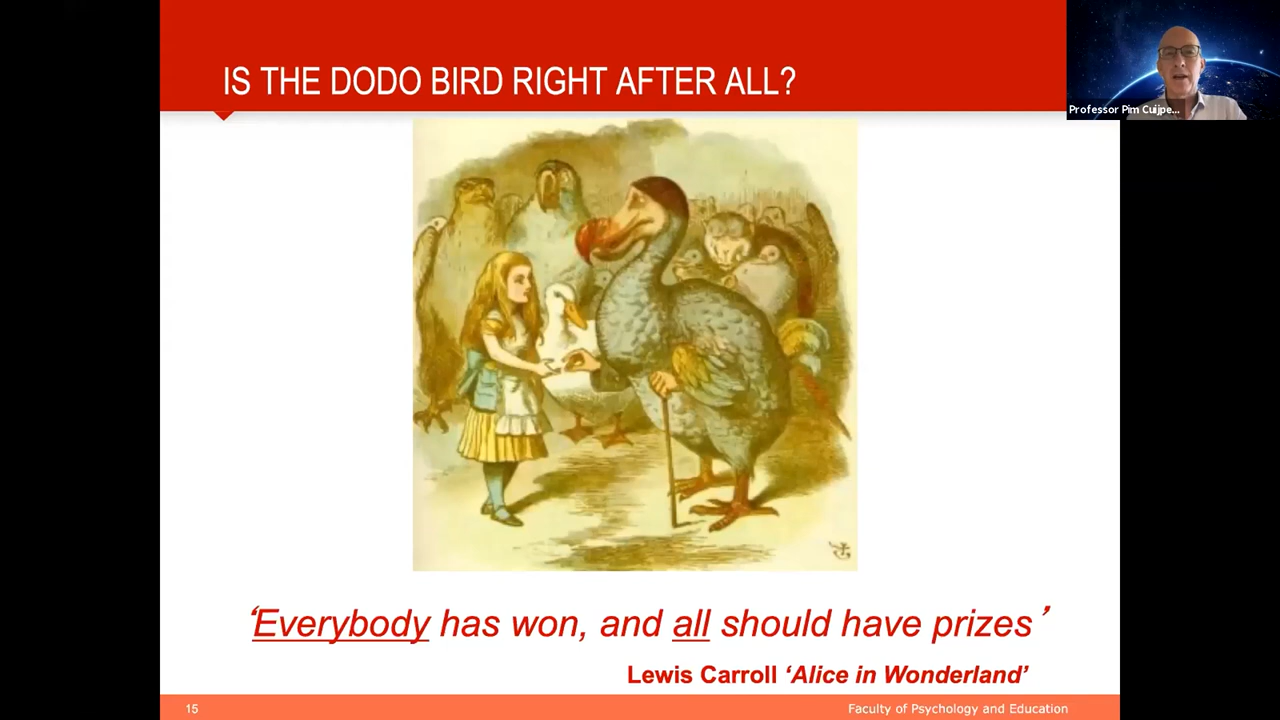 IS THE DODO BIRD RIGHT AFTER ALL?
Professor Pim Cuijpe...
‘Everybody has won, and all should have prizes’
Lewis Carroll ‘Alice in Wonderland’
15
Faculty of Psychology and Education